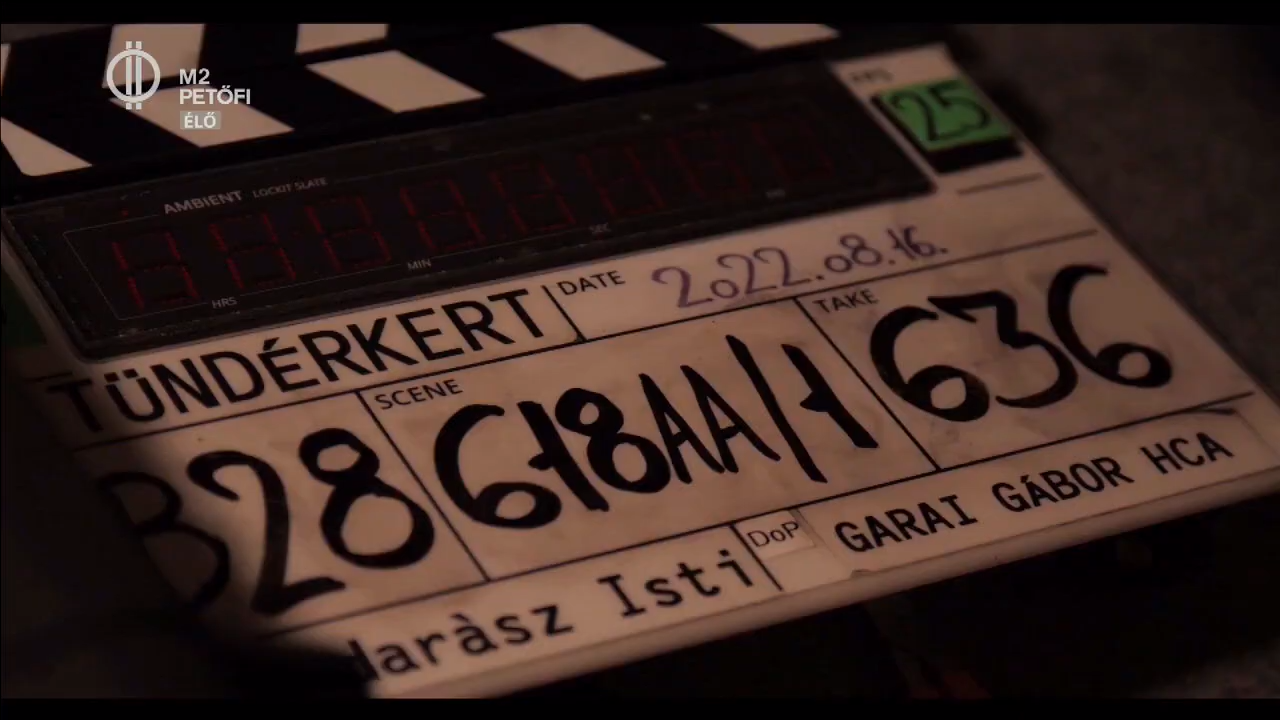 M2
PETŐFI
ÉLŐ
FPS
25
AMBIENT LOCKIT SLATE
HRS
MIN
SEC
TÜNDÉRKERT
DATE 2022.08.16.
B28
SCENE
618AA/1
TAKE
636
Isti
DoP
GARAI GÁBOR HCA